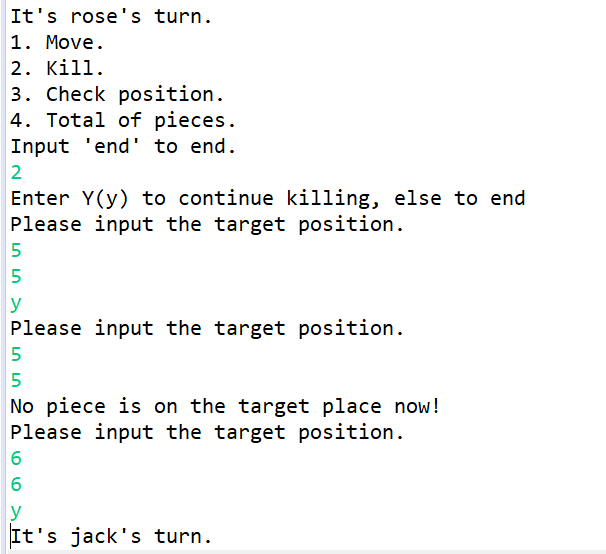 It's rose's turn.
1. Move.
2. Kill.
3. Check position.
4. Total of pieces.
Input 'end' to end.
2
Enter Y(y) to continue killing, else to end
Please input the target position.
5
5
y
Please input the target position.
5
5
No piece is on the target place now!
Please input the target position.
6
6
y
It's jack's turn.